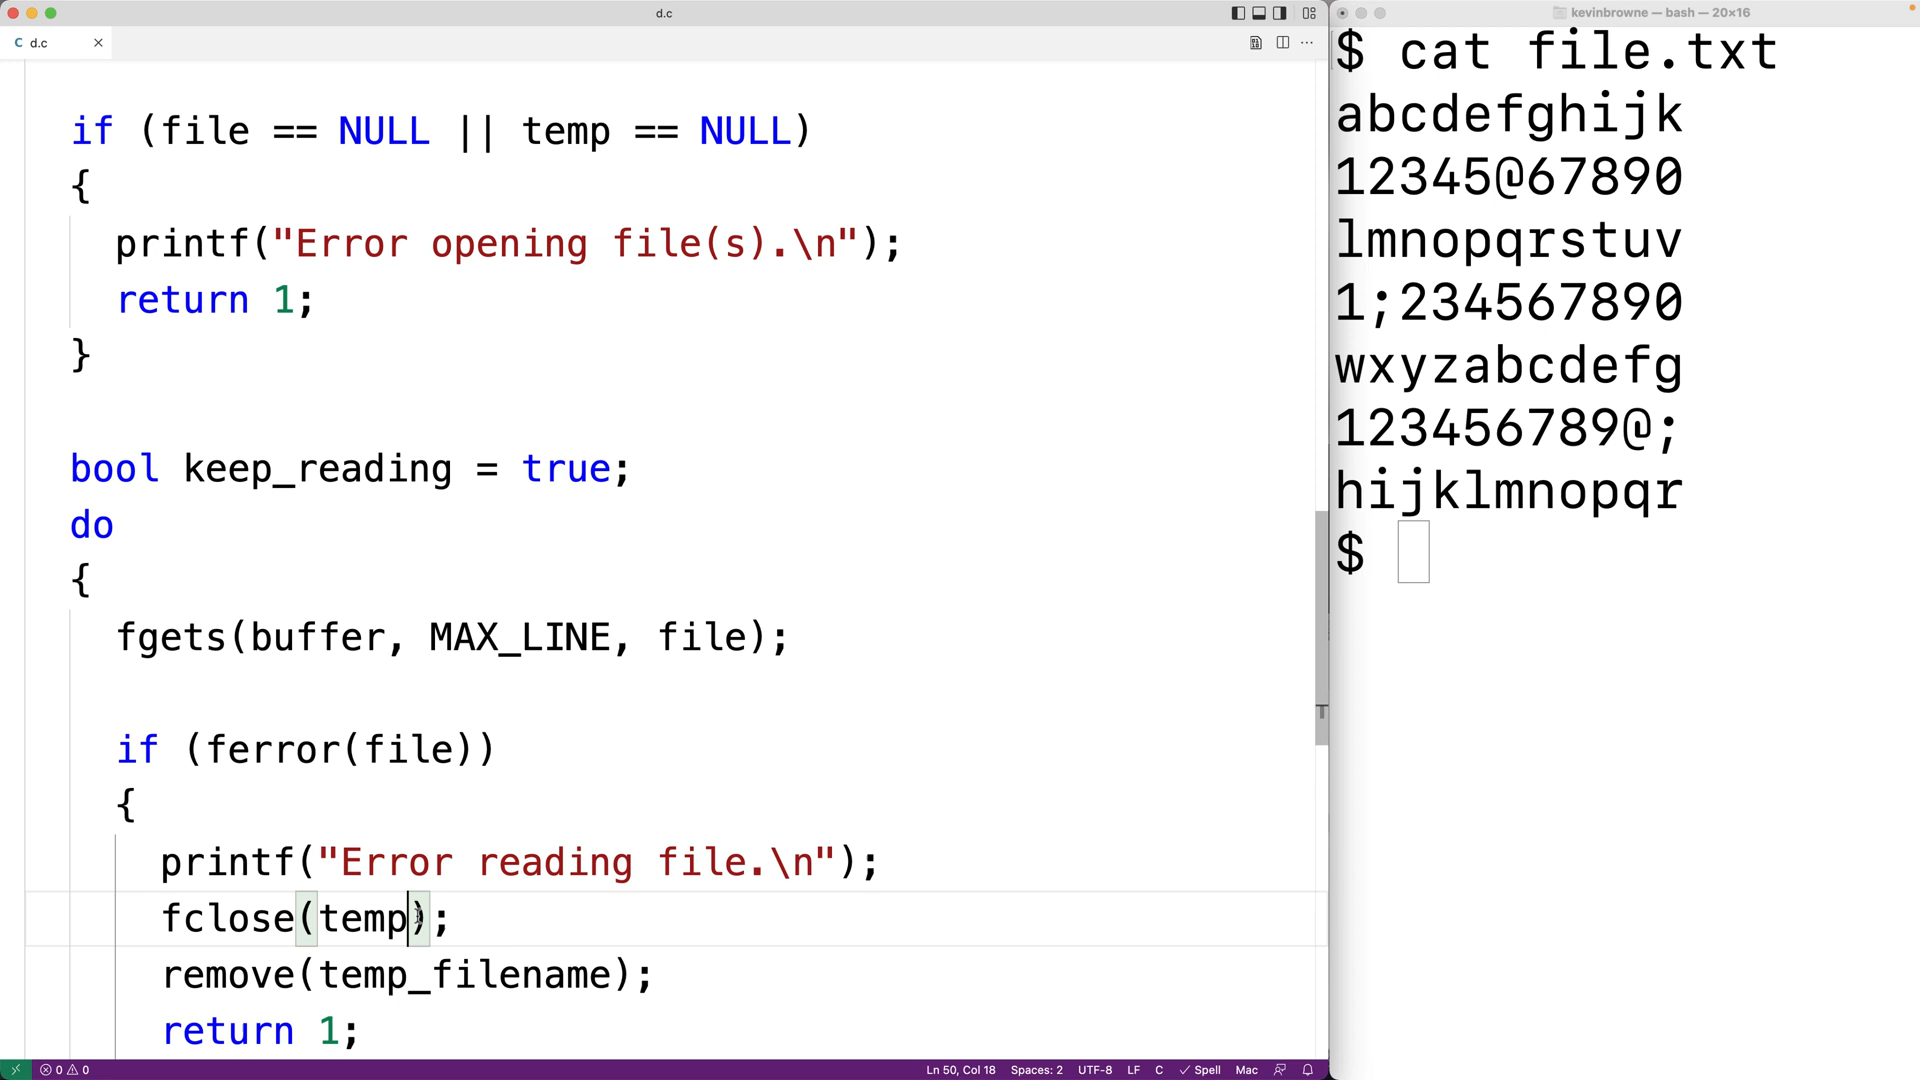 d.c
C d.c
if (file == NULL || temp == NULL)
{
printf("Error opening file(s).\n");
return 1;
}
bool keep_reading = true;
do
{
fgets(buffer, MAX_LINE, file);
if (ferror(file))
{
printf("Error reading file.\n");
fclose(temp);
remove(temp_filename);
return 1;
0 0
Ln 50, Col 18 Spaces: 2 UTF-8 LF C Spell Mac
kevinbrowne — bash — 20×16
$ cat file.txt
abcdefghijk
12345@67890
lmnopqrstuv
1;234567890
wxyzabcdefg
123456789@;
hijklmnopqr
$